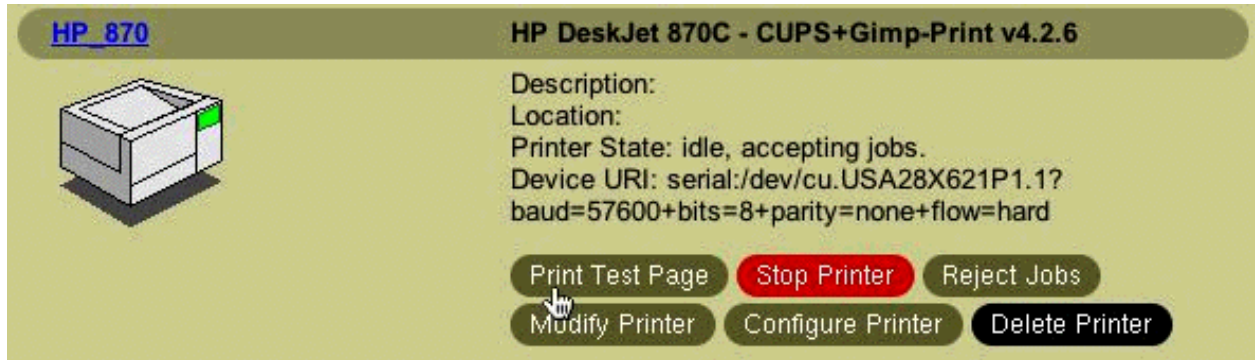 HP_870
HP DeskJet 870C - CUPS+Gimp-Print v4.2.6
Description:
Location:
Printer State: idle, accepting jobs.
Device URI: serial:/dev/cu.USA28X621P1.1?
baud=57600+bits=8+parity=none+flow=hard
Print Test Page
Stop Printer
Reject Jobs
Modify Printer
Configure Printer
Delete Printer